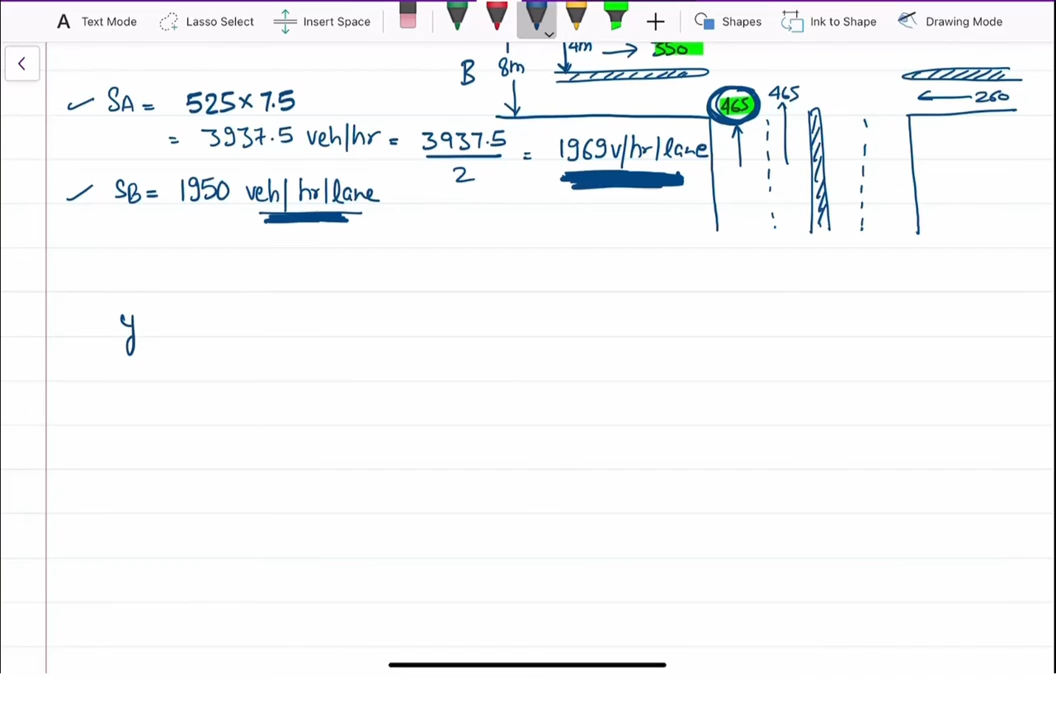 A Text Mode Lasso Select Insert Space Shapes Ink to Shape Drawing Mode
4m → 550
B 8m
465 465 ← 260
✓ SA = 525 × 7.5
= 3937.5 veh/hr = 3937.5 / 2 = 1969 v/hr/lane
✓ SB = 1950 veh/hr/lane
y